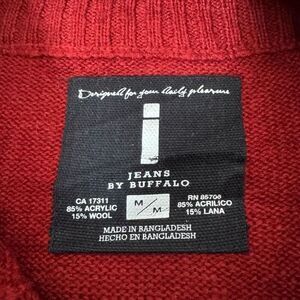 Designed for your daily pleasure
i
JEANS
BY BUFFALO
CA 17311
85% ACRYLIC
15% WOOL
M/M
RN 85708
85% ACRILICO
15% LANA
MADE IN BANGLADESH
HECHO EN BANGLADESH